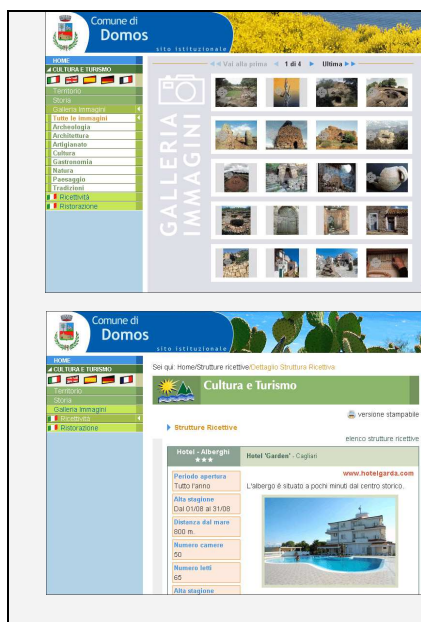 Comune di
Domos
sito istituzionale
HOME
CULTURA E TURISMO
Territorio
Storia
Galleria Immagini
Tutte le immagini
Archeologia
Architettura
Artigianato
Cultura
Gastronomia
Natura
Paesaggio
Tradizioni
Ricettività
Ristorazione
Vai alla prima
1 di 4
Ultima
GALLERIA
IMMAGINI
Comune di
Domos
sito istituzionale
HOME
CULTURA E TURISMO
Territorio
Storia
Galleria Immagini
Ricettività
Ristorazione
Sei qui: Home/Strutture ricettive/Dettaglio Struttura Ricettiva
Cultura e Turismo
versione stampabile
Strutture Ricettive
elenco strutture ricettive
Hotel - Alberghi
★★★
Hotel 'Garden' - Cagliari
www.hotelgarda.com
Periodo apertura
Tutto l'anno
L'albergo è situato a pochi minuti dal centro storico.
Alta stagione
Dal 01/08 al 31/08
Distanza dal mare
800 m.
Numero camere
50
Numero letti
65
Alta stagione